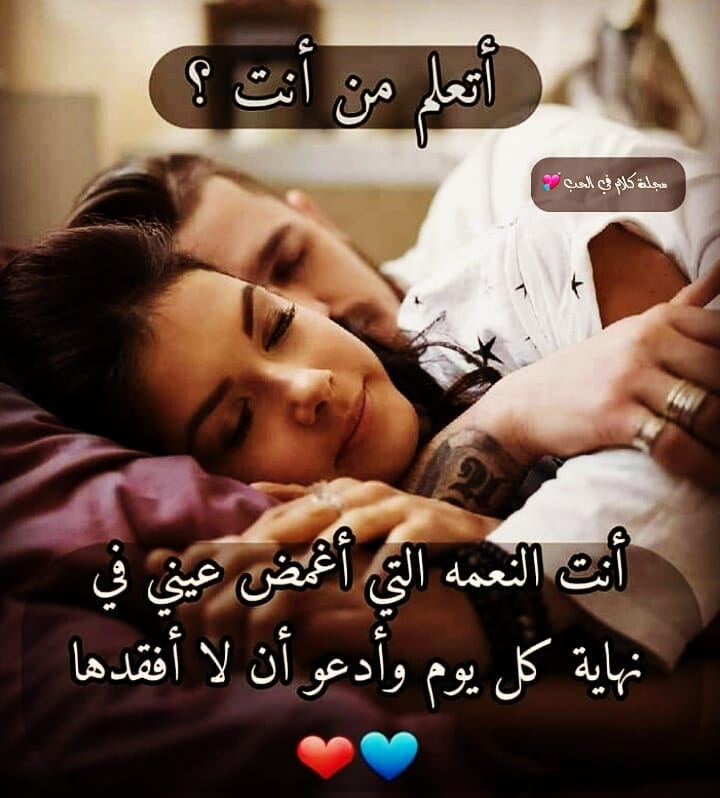 أتعلم من أنت ؟
مجلة كلام في الحب 💘
أنت النعمه التي أغمض عيني في
نهاية كل يوم وأدعو أن لا أفقدها
❤️💙